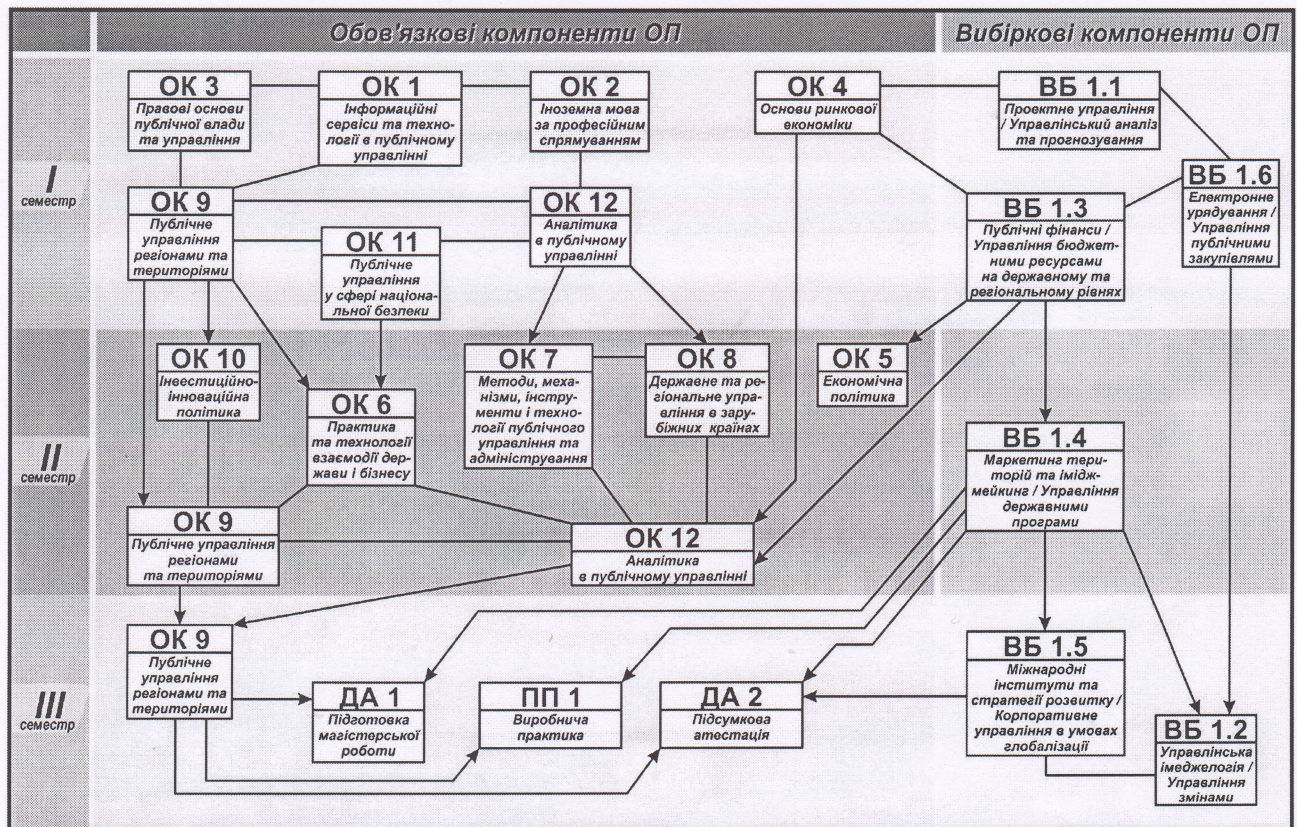 Обов'язкові компоненти ОП
Вибіркові компоненти ОП
I
семестр
ОК 3
Правові основи
публічної влади
та управління
ОК 1
Інформаційні
сервіси та техно-
логії в публічному
управлінні
ОК 2
Іноземна мова
за професійним
спрямуванням
ОК 4
Основи ринкової
економіки
ВБ 1.1
Проектне управління
/ Управлінський аналіз
та прогнозування
ОК 9
Публічне
управління
регіонами та
територіями
ОК 11
Публічне
управління
у сфері націона-
льної безпеки
ОК 12
Аналітика
в публічному
управлінні
ВБ 1.3
Публічні фінанси /
Управління бюджет-
ними ресурсами
на державному та
регіональному рівнях
ВБ 1.6
Електронне
урядування /
Управління
публічними
закупівлями
II
семестр
ОК 10
Інвестиційно-
інноваційна
політика
ОК 6
Практика
та технології
взаємодії дер-
жави і бізнесу
ОК 7
Методи, меха-
нізми, інстру-
менти і техно-
логії публічного
управління та
адміністрування
ОК 8
Державне та ре-
гіональне упра-
вління в зару-
біжних країнах
ОК 5
Економічна
політика
ВБ 1.4
Маркетинг тери-
торій та імідж-
мейкинг / Управління
державними
програми
ОК 9
Публічне управління
регіонами
та територіями
ОК 12
Аналітика
в публічному управлінні
III
семестр
ОК 9
Публічне
управління
регіонами та
територіями
ДА 1
Підготовка
магістерської
роботи
ПП 1
Виробнича
практика
ДА 2
Підсумкова
атестація
ВБ 1.5
Міжнародні
інститути та
стратегії розвитку /
Корпоративне
управління в умовах
глобалізації
ВБ 1.2
Управлінська
імеджелогія /
Управління
змінами